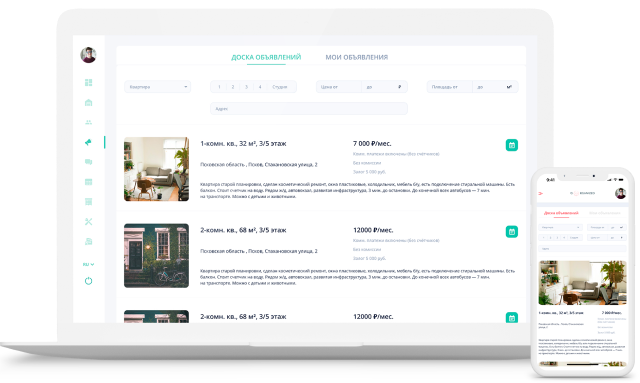 ДОСКА ОБЪЯВЛЕНИЙ МОИ ОБЪЯВЛЕНИЯ
Квартира 1 2 3 4 Студия Цена от до ₽ Площадь от до м²
Адрес
1-комн. кв., 32 м², 3/5 этаж 7 000 ₽/мес.
Комм. платежи включены (без счетчиков)
Псковская область, Псков, Стахановская улица, 2 Без комиссии
Залог 5 000 руб.
Квартира старой планировки, сделан косметический ремонт, окна пластиковые, холодильник, мебель б/у, есть подключение стиральной машины. Есть
балкон. Стоит счетчик на воду. Рядом ж/д, автовокзал, развитая инфраструктура, 3 мин. до остановки. До конечной всех автобусов — 7 мин.
на транспорте. Можно с детьми и животными.
2-комн. кв., 68 м², 3/5 этаж 12000 ₽/мес.
Комм. платежи включены (без счетчиков)
Псковская область, Псков, Стахановская улица, 2 Без комиссии
Залог 5 000 руб.
Квартира старой планировки, сделан косметический ремонт, окна пластиковые, холодильник, мебель б/у, есть подключение стиральной машины. Есть
балкон. Стоит счетчик на воду. Рядом ж/д, автовокзал, развитая инфраструктура, 3 мин. до остановки. До конечной всех автобусов — 7 мин.
на транспорте. Можно с детьми и животными.
RU
2-комн. кв., 68 м², 3/5 этаж 12000 ₽/мес.
9:41
Доска объявлений
1-комн. кв., 32 м², 3/5 этаж 7 000 ₽/мес.